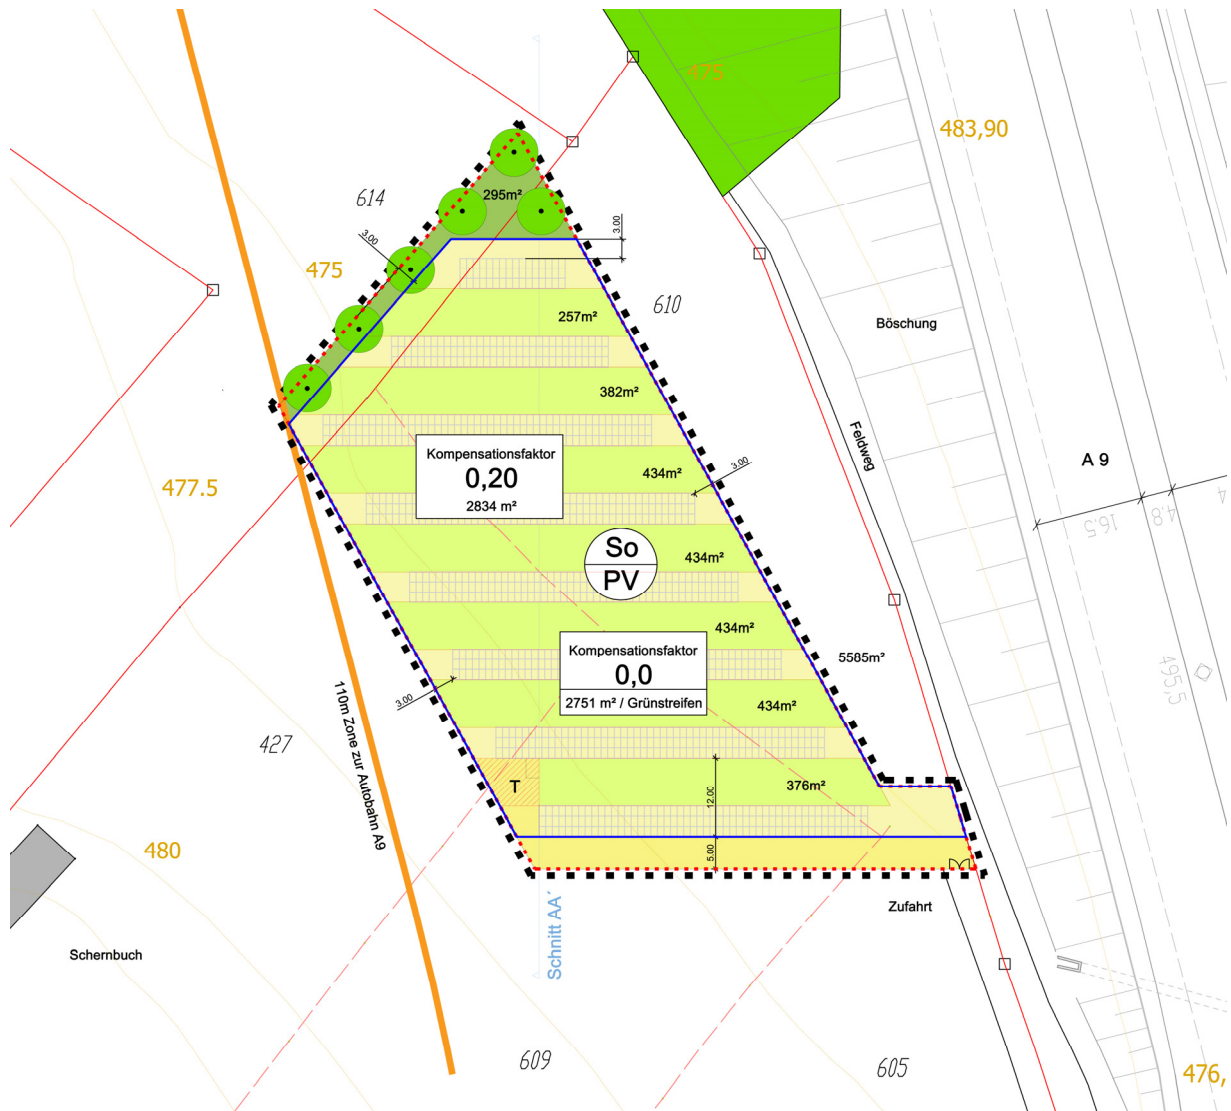 475
483,90
295m²
614
3.00
3.00
475
610
257m²
Böschung
382m²
Feldweg
Kompensationsfaktor
0,20
2834 m²
434m²
3.00
A 9
477.5
16.5
4.8
4
So
PV
434m²
434m²
Kompensationsfaktor
0,0
2751 m² / Grünstreifen
5585m²
495,5
3.00
434m²
110m Zone zur Autobahn A9
427
T
376m²
12.00
5.00
480
Schernbuch
Schnitt AA´
Zufahrt
609
605
476,